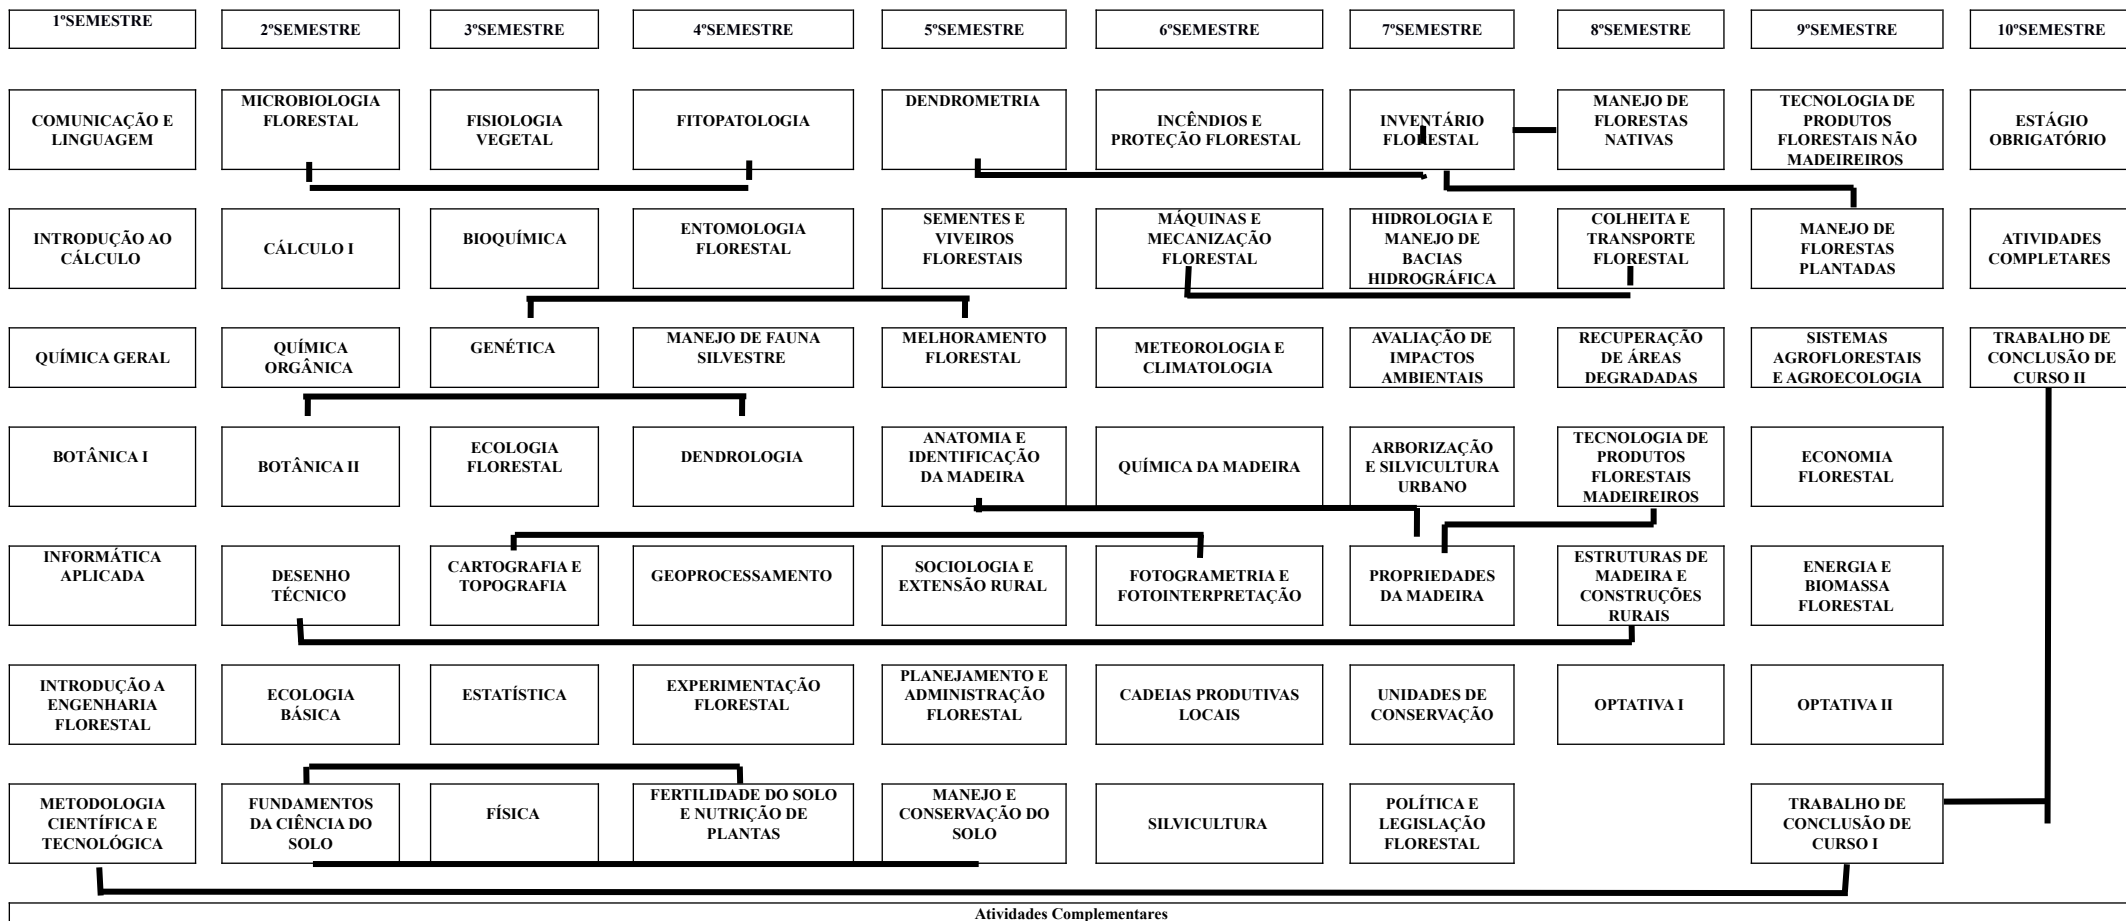 1ºSEMESTRE
2ºSEMESTRE
3ºSEMESTRE
4ºSEMESTRE
5ºSEMESTRE
6ºSEMESTRE
7ºSEMESTRE
8ºSEMESTRE
9ºSEMESTRE
10ºSEMESTRE
COMUNICAÇÃO E
LINGUAGEM
MICROBIOLOGIA
FLORESTAL
FISIOLOGIA
VEGETAL
FITOPATOLOGIA
DENDROMETRIA
INCÊNDIOS E
PROTEÇÃO FLORESTAL
INVENTÁRIO
FLORESTAL
MANEJO DE
FLORESTAS
NATIVAS
TECNOLOGIA DE
PRODUTOS
FLORESTAIS NÃO
MADEIREIROS
ESTÁGIO
OBRIGATÓRIO
INTRODUÇÃO AO
CÁLCULO
CÁLCULO I
BIOQUÍMICA
ENTOMOLOGIA
FLORESTAL
SEMENTES E
VIVEIROS
FLORESTAIS
MÁQUINAS E
MECANIZAÇÃO
FLORESTAL
HIDROLOGIA E
MANEJO DE
BACIAS
HIDROGRÁFICA
COLHEITA E
TRANSPORTE
FLORESTAL
MANEJO DE
FLORESTAS
PLANTADAS
ATIVIDADES
COMPLETARES
QUÍMICA GERAL
QUÍMICA
ORGÂNICA
GENÉTICA
MANEJO DE FAUNA
SILVESTRE
MELHORAMENTO
FLORESTAL
METEOROLOGIA E
CLIMATOLOGIA
AVALIAÇÃO DE
IMPACTOS
AMBIENTAIS
RECUPERAÇÃO
DE ÁREAS
DEGRADADAS
SISTEMAS
AGROFLORESTAIS
E AGROECOLOGIA
TRABALHO DE
CONCLUSÃO DE
CURSO II
BOTÂNICA I
BOTÂNICA II
ECOLOGIA
FLORESTAL
DENDROLOGIA
ANATOMIA E
IDENTIFICAÇÃO
DA MADEIRA
QUÍMICA DA MADEIRA
ARBORIZAÇÃO
E SILVICULTURA
URBANO
TECNOLOGIA DE
PRODUTOS
FLORESTAIS
MADEIREIROS
ECONOMIA
FLORESTAL
INFORMÁTICA
APLICADA
DESENHO
TÉCNICO
CARTOGRAFIA E
TOPOGRAFIA
GEOPROCESSAMENTO
SOCIOLOGIA E
EXTENSÃO RURAL
FOTOGRAMETRIA E
FOTOINTERPRETAÇÃO
PROPRIEDADES
DA MADEIRA
ESTRUTURAS DE
MADEIRA E
CONSTRUÇÕES
RURAIS
ENERGIA E
BIOMASSA
FLORESTAL
INTRODUÇÃO A
ENGENHARIA
FLORESTAL
ECOLOGIA
BÁSICA
ESTATÍSTICA
EXPERIMENTAÇÃO
FLORESTAL
PLANEJAMENTO E
ADMINISTRAÇÃO
FLORESTAL
CADEIAS PRODUTIVAS
LOCAIS
UNIDADES DE
CONSERVAÇÃO
OPTATIVA I
OPTATIVA II
METODOLOGIA
CIENTÍFICA E
TECNOLÓGICA
FUNDAMENTOS
DA CIÊNCIA DO
SOLO
FÍSICA
FERTILIDADE DO SOLO
E NUTRIÇÃO DE
PLANTAS
MANEJO E
CONSERVAÇÃO DO
SOLO
SILVICULTURA
POLÍTICA E
LEGISLAÇÃO
FLORESTAL
TRABALHO DE
CONCLUSÃO DE
CURSO I
Atividades Complementares